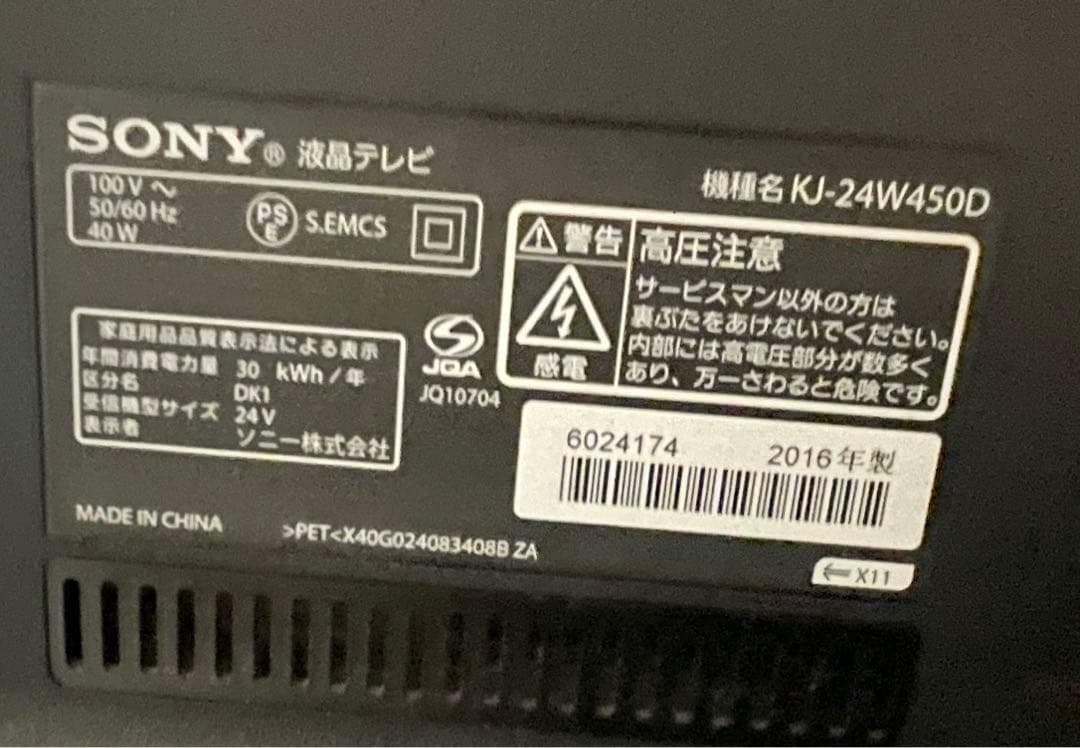 SONY® 液晶テレビ
機種名 KJ-24W450D
100V～
50/60 Hz
40W
PS
E
S.EMCS
警告
高圧注意
サービスマン以外の方は
裏ぶたをあけないでください。
内部には高電圧部分が数多く
あり、万一さわると危険です。
感電
家庭用品品質表示法による表示
年間消費電力量 30 kWh/年
区分名 DK1
受信機型サイズ 24V
表示者 ソニー株式会社
JQA
JQ10704
6024174 2016年製
MADE IN CHINA
>PET<X40G024083408B ZA
⇐X11